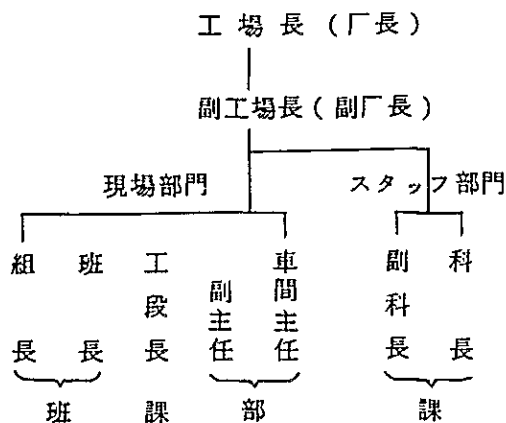 工場長(厂長)
副工場長(副厂長)
現場部門
スタッフ部門
組長
班長
工段長
副主任
車間主任
副科長
科長
班
課
部
課